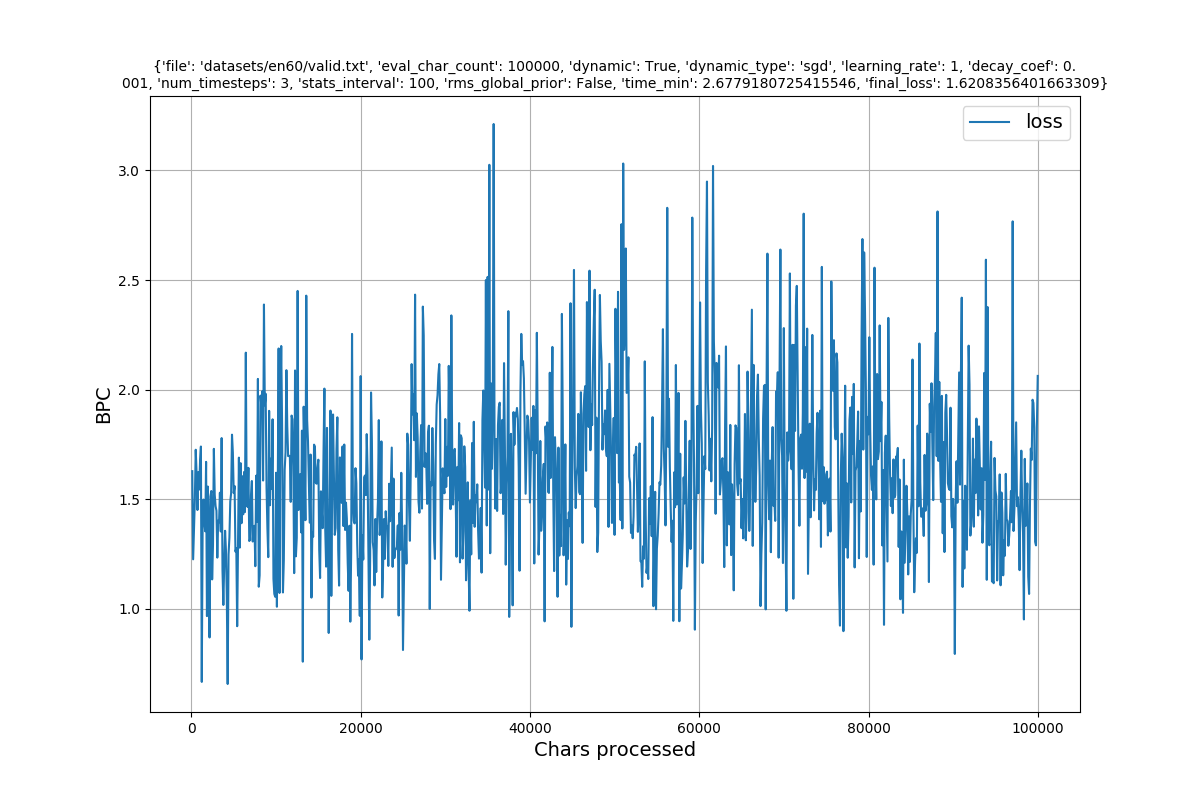 {'file': 'datasets/en60/valid.txt', 'eval_char_count': 100000, 'dynamic': True, 'dynamic_type': 'sgd', 'learning_rate': 1, 'decay_coef': 0.
001, 'num_timesteps': 3, 'stats_interval': 100, 'rms_global_prior': False, 'time_min': 2.6779180725415546, 'final_loss': 1.6208356401663309}
loss
3.0
2.5
2.0
1.5
1.0
BPC
0 20000 40000 60000 80000 100000
Chars processed